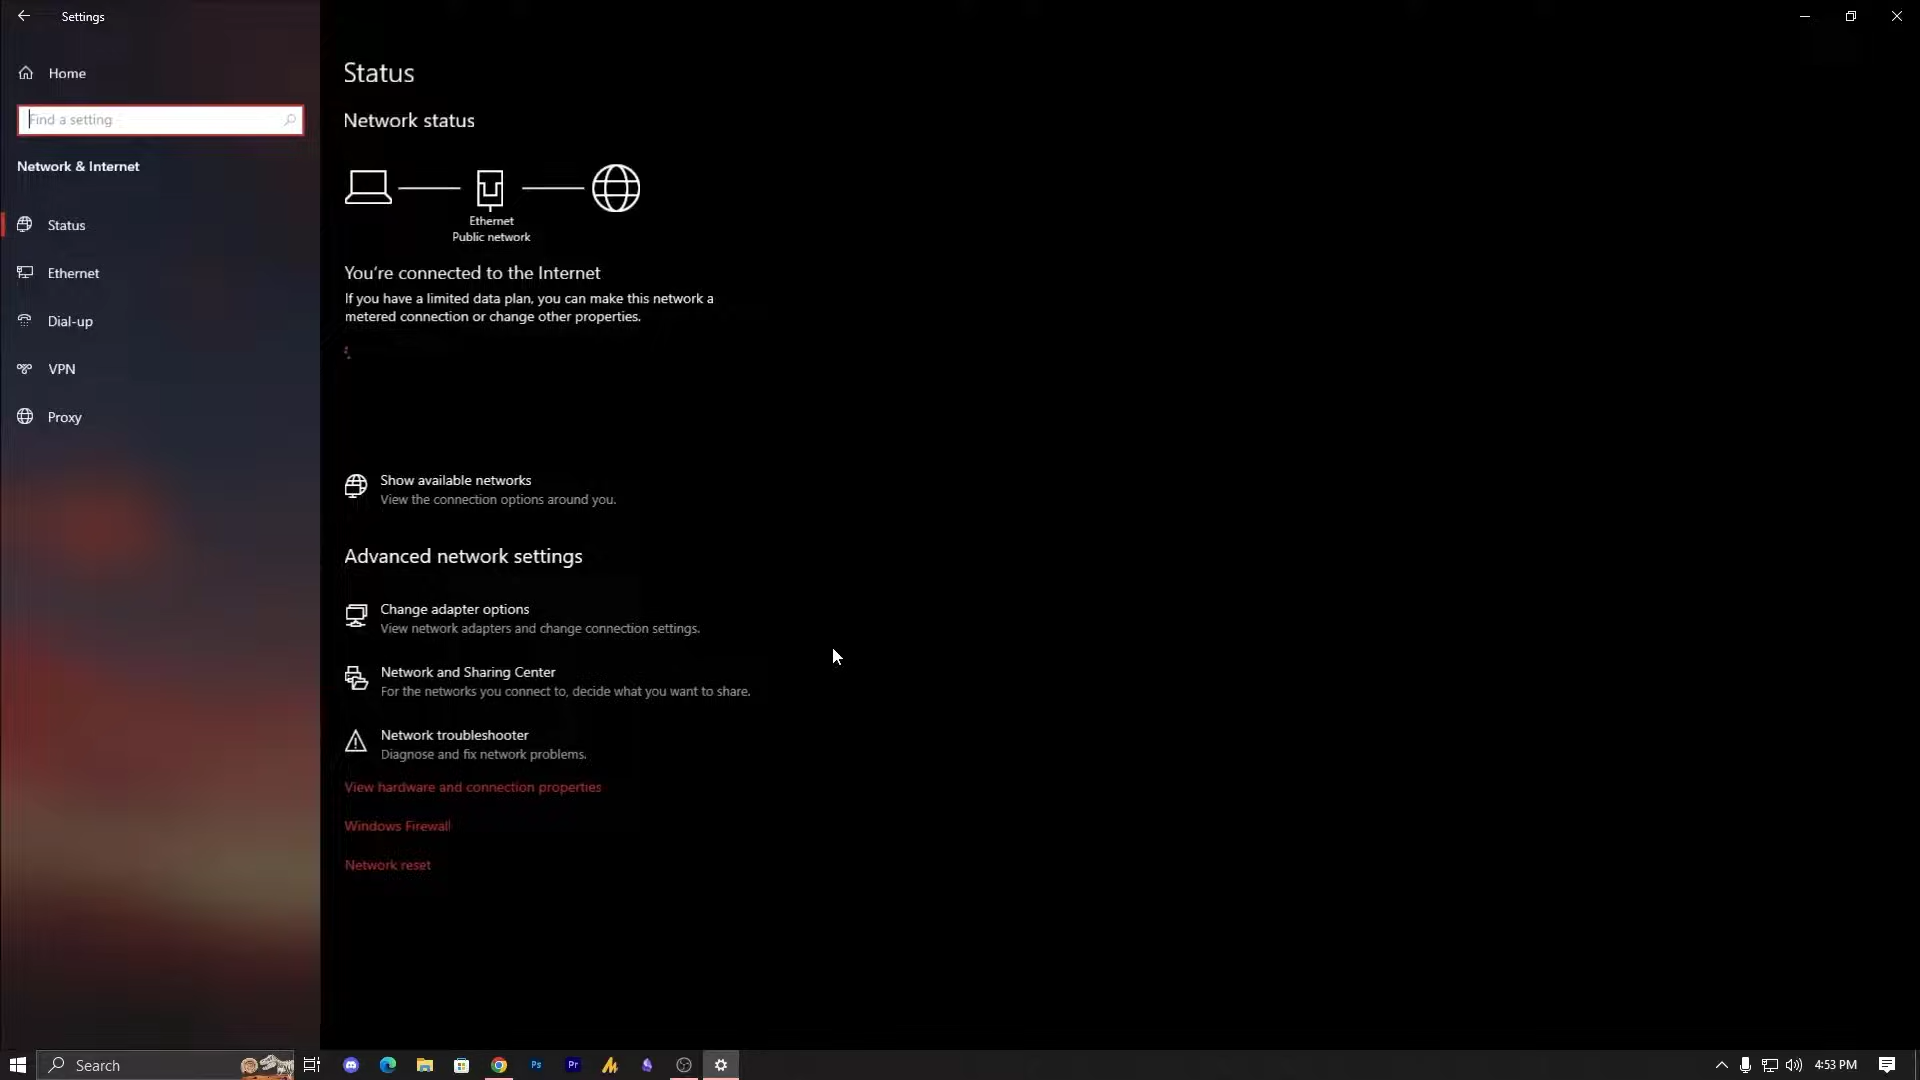 Settings
Home
Find a setting
Network & Internet
Status
Ethernet
Dial-up
VPN
Proxy
Status
Network status
Ethernet
Public network
You're connected to the Internet
If you have a limited data plan, you can make this network a
metered connection or change other properties.
Show available networks
View the connection options around you.
Advanced network settings
Change adapter options
View network adapters and change connection settings.
Network and Sharing Center
For the networks you connect to, decide what you want to share.
Network troubleshooter
Diagnose and fix network problems.
View hardware and connection properties
Windows Firewall
Network reset
Search
Ps
Pr
4:53 PM